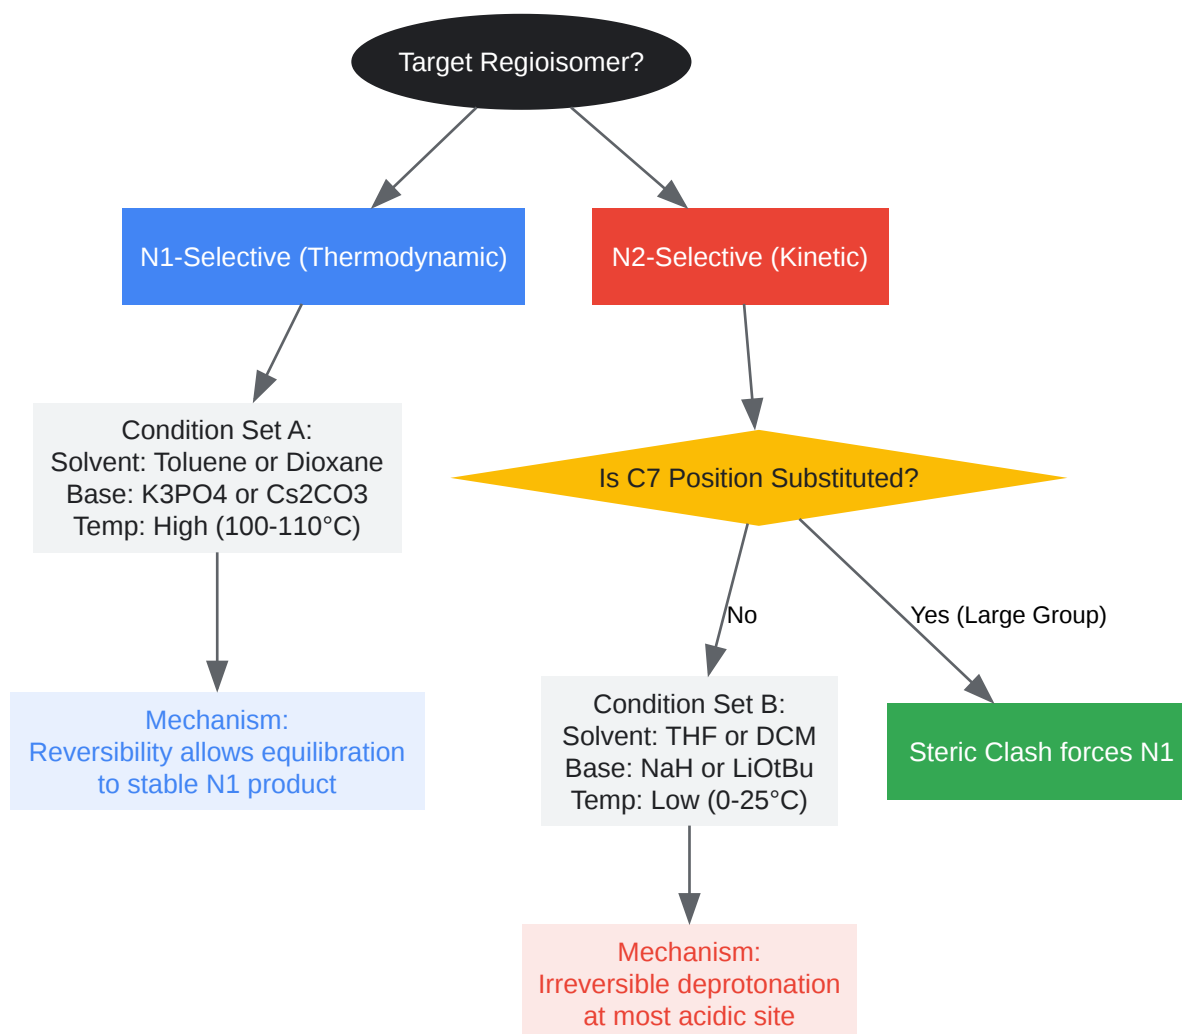 Target Regioisomer?
N1-Selective (Thermodynamic)
N2-Selective (Kinetic)
Condition Set A:
Solvent: Toluene or Dioxane
Base: K3PO4 or Cs2CO3
Temp: High (100-110°C)
Is C7 Position Substituted?
No
Yes (Large Group)
Mechanism:
Reversibility allows equilibration
to stable N1 product
Condition Set B:
Solvent: THF or DCM
Base: NaH or LiOtBu
Temp: Low (0-25°C)
Steric Clash forces N1
Mechanism:
Irreversible deprotonation
at most acidic site